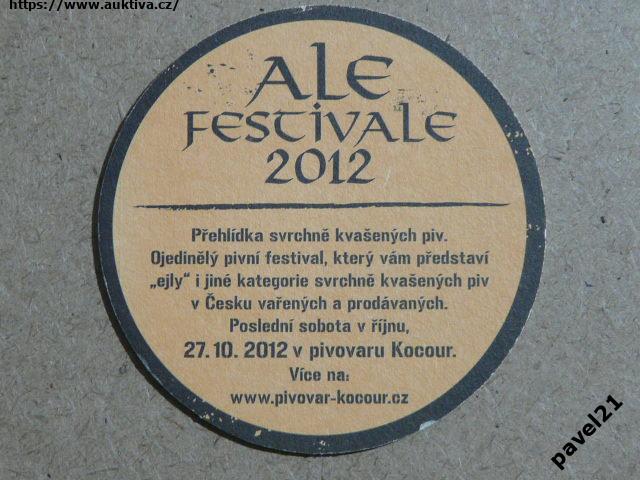 https://www.auktiva.cz/
ALE
FESTIVALE
2012
Přehlídka svrchně kvašených piv.
Ojedinělý pivní festival, který vám představí
„ejly“ i jiné kategorie svrchně kvašených piv
v Česku vařených a prodávaných.
Poslední sobota v říjnu,
27. 10. 2012 v pivovaru Kocour.
Více na:
www.pivovar-kocour.cz
pavel21